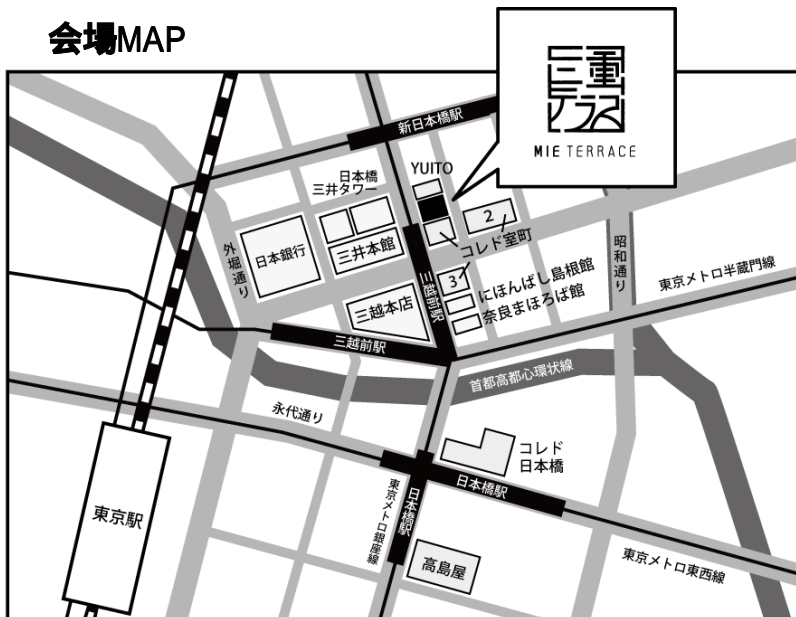 会場MAP
三重
テラス
MIE TERRACE
新日本橋駅
YUITO
日本橋
三井タワー
2
コレド室町
外堀通り
日本銀行
三井本館
昭和通り
三越前駅
3
にほんばし島根館
奈良まほろば館
東京メトロ半蔵門線
三越本店
三越前駅
首都高都心環状線
永代通り
コレド
日本橋
日本橋駅
東京メトロ銀座線
日本橋駅
東京駅
高島屋
東京メトロ東西線